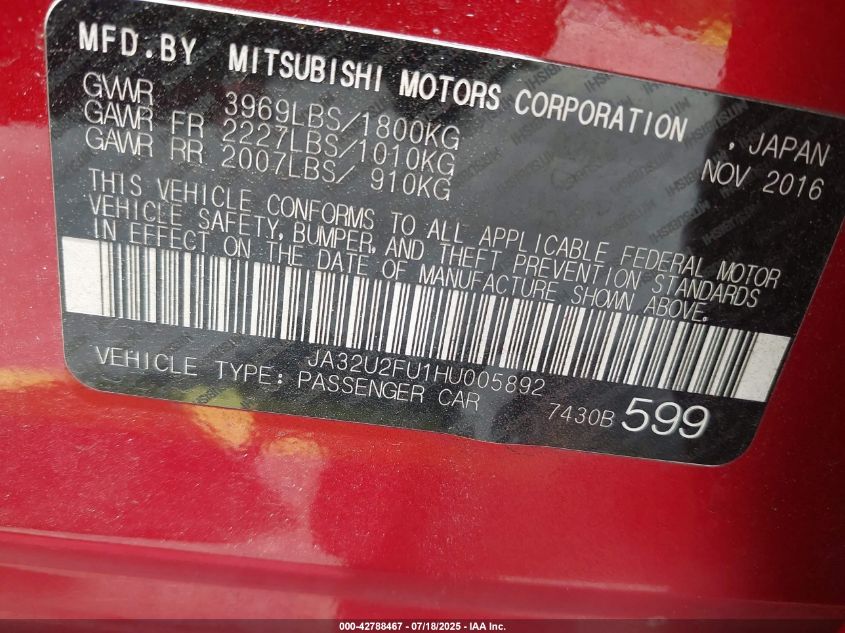 MFD.BY MITSUBISHI MOTORS CORPORATION . JAPAN
GVWR 3969LBS/1800KG NOV 2016
GAWR FR 2227LBS/1010KG
GAWR RR 2007LBS/ 910KG
THIS VEHICLE CONFORMS TO ALL APPLICABLE FEDERAL MOTOR
VEHICLE SAFETY, BUMPER, AND THEFT PREVENTION STANDARDS
IN EFFECT ON THE DATE OF MANUFACTURE SHOWN ABOVE.
JA32U2FU1HU005892
VEHICLE TYPE: PASSENGER CAR 7430B 599
000-42788467 - 07/18/2025 - IAA Inc.